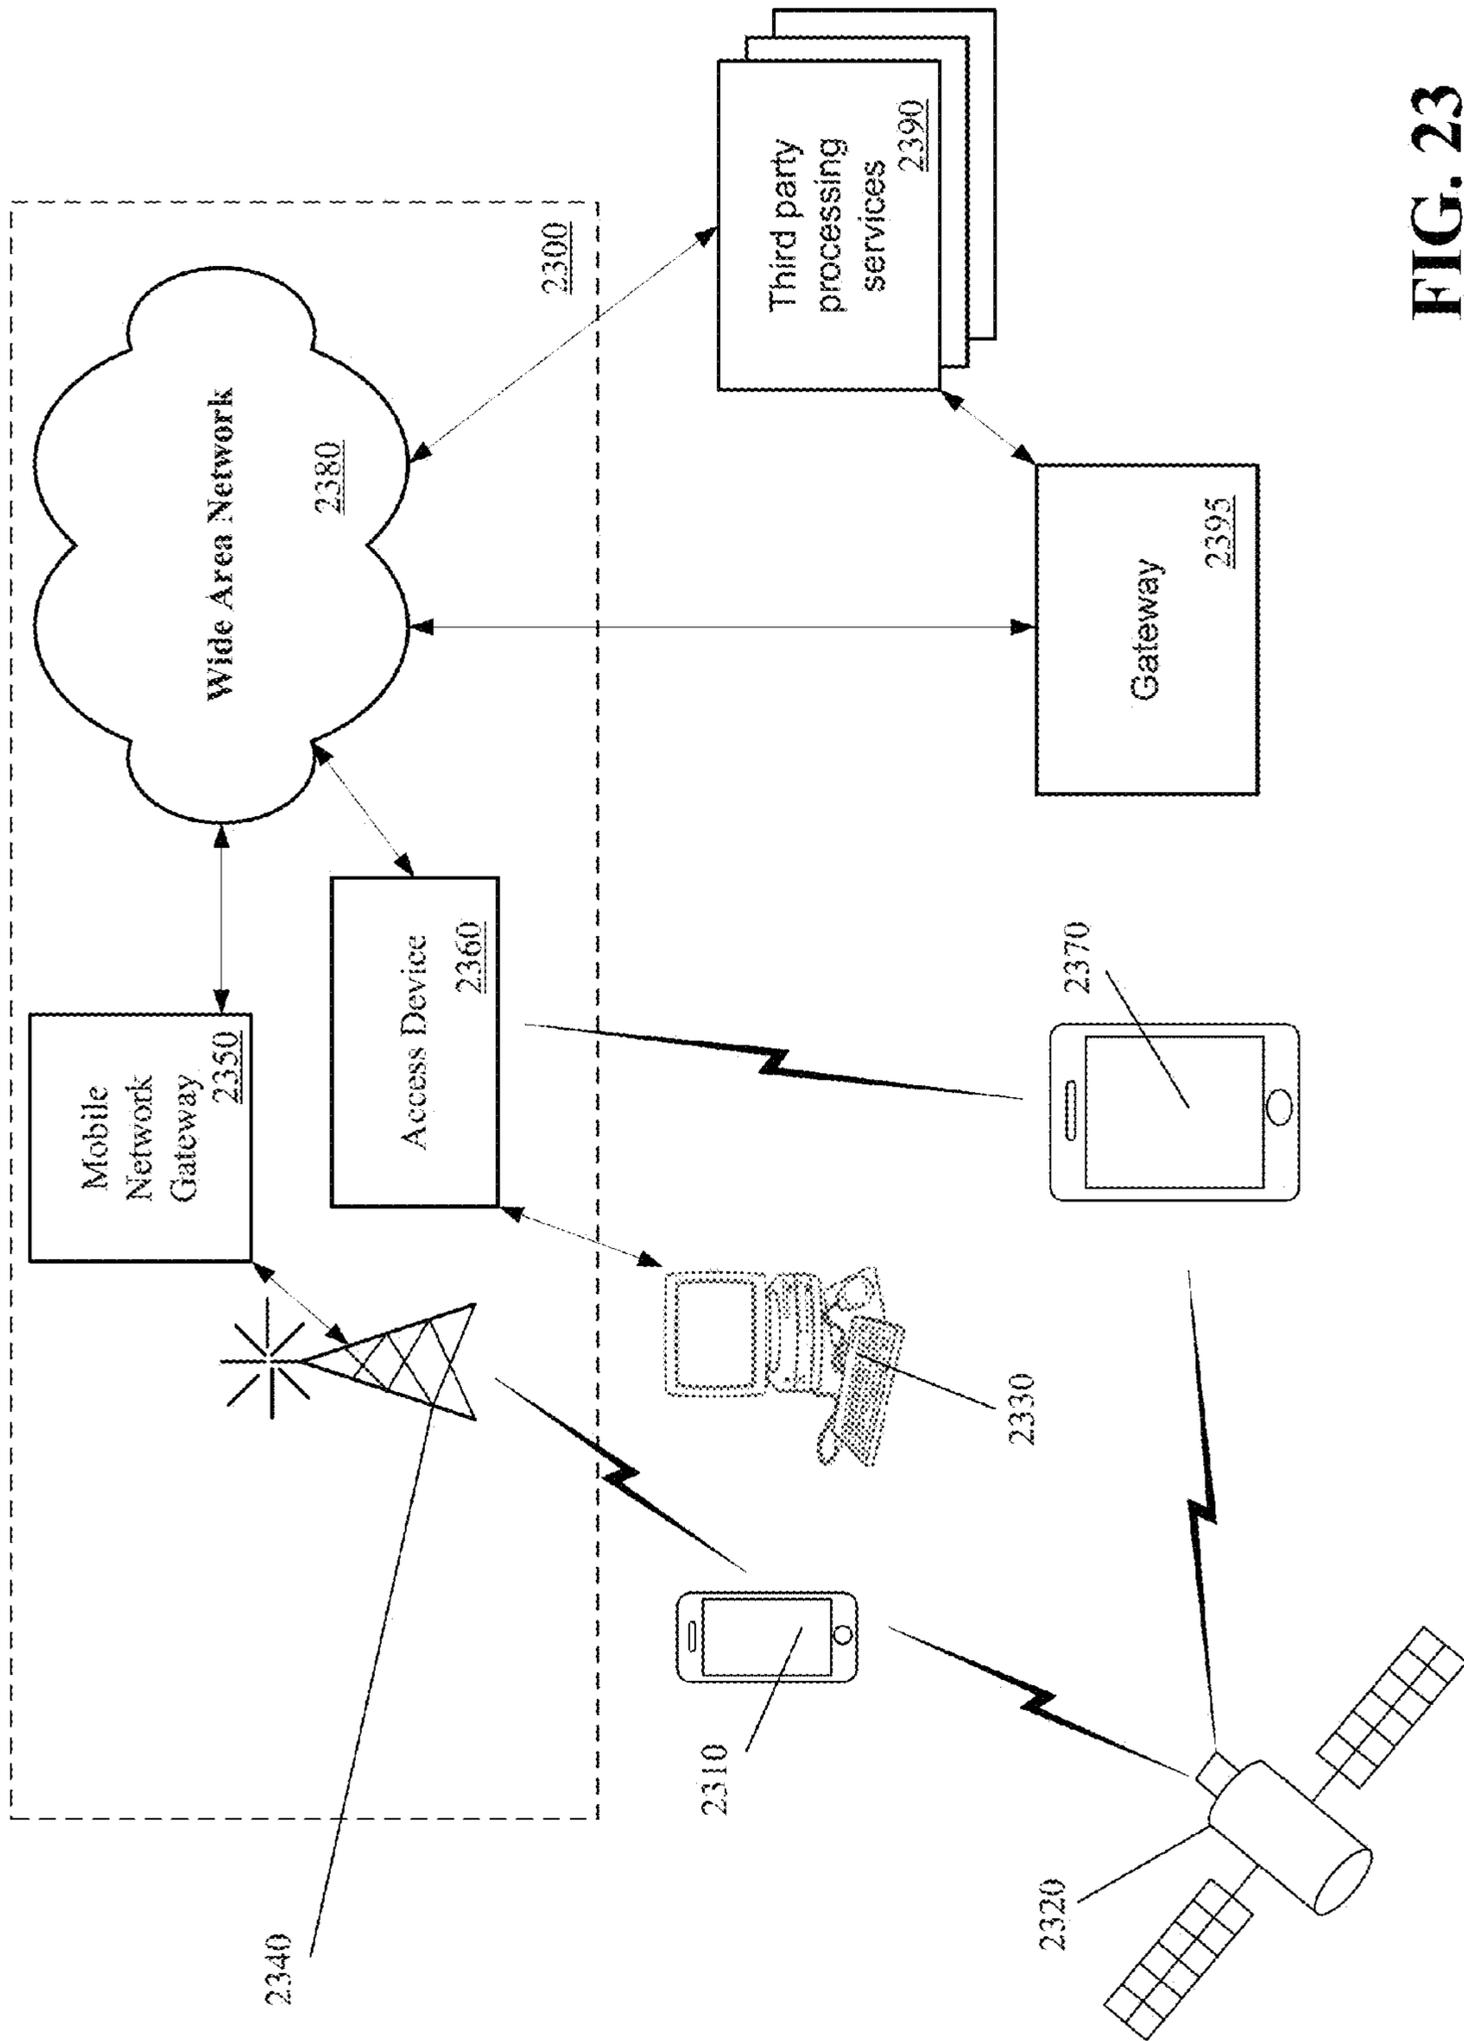 2340
Mobile
Network
Gateway
2350
Wide Area Network
2380
2300
Access Device
2360
2310
2330
2320
2370
Third party
processing
services
2390
Gateway
2395
FIG. 23